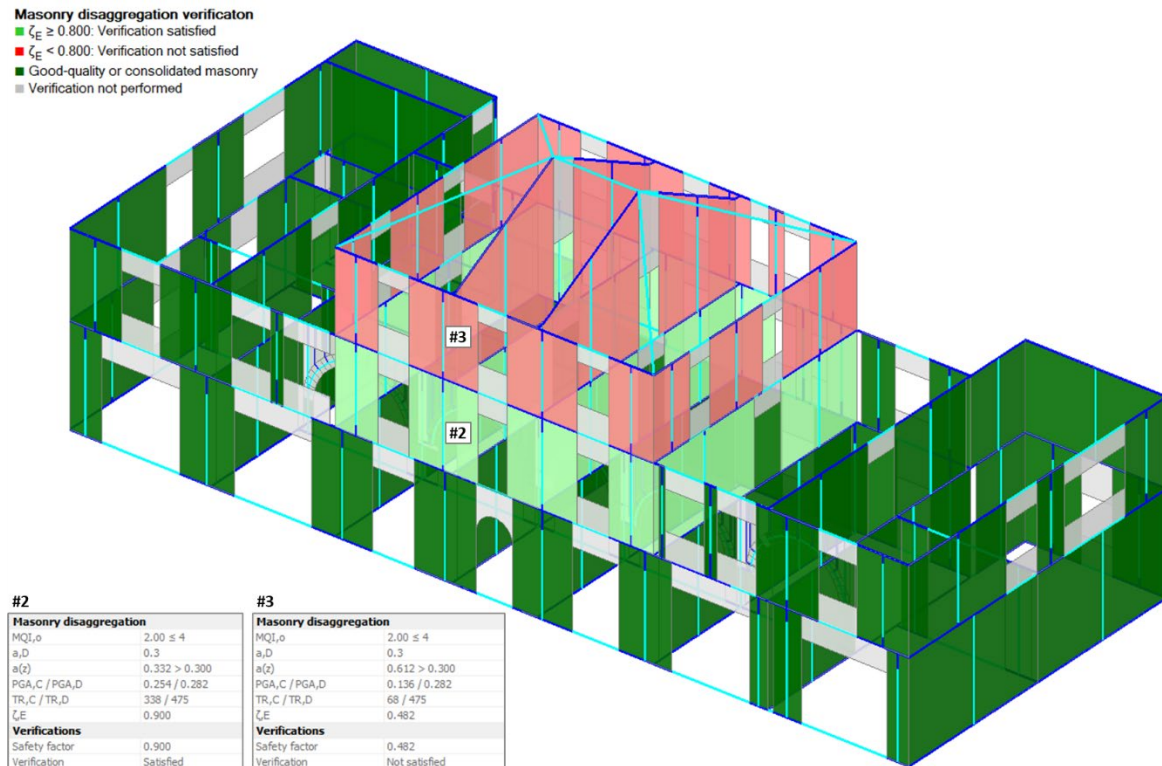 Masonry disaggregation verificaton
ζE ≥ 0.800: Verification satisfied
ζE < 0.800: Verification not satisfied
Good-quality or consolidated masonry
Verification not performed
#3
#2
#2
Masonry disaggregation
MQI,o 2.00 ≤ 4
a,D 0.3
a(z) 0.332 > 0.300
PGA,C / PGA,D 0.254 / 0.282
TR,C / TR,D 338 / 475
ζ,E 0.900
Verifications
Safety factor 0.900
Verification Satisfied
#3
Masonry disaggregation
MQI,o 2.00 ≤ 4
a,D 0.3
a(z) 0.612 > 0.300
PGA,C / PGA,D 0.136 / 0.282
TR,C / TR,D 68 / 475
ζ,E 0.482
Verifications
Safety factor 0.482
Verification Not satisfied